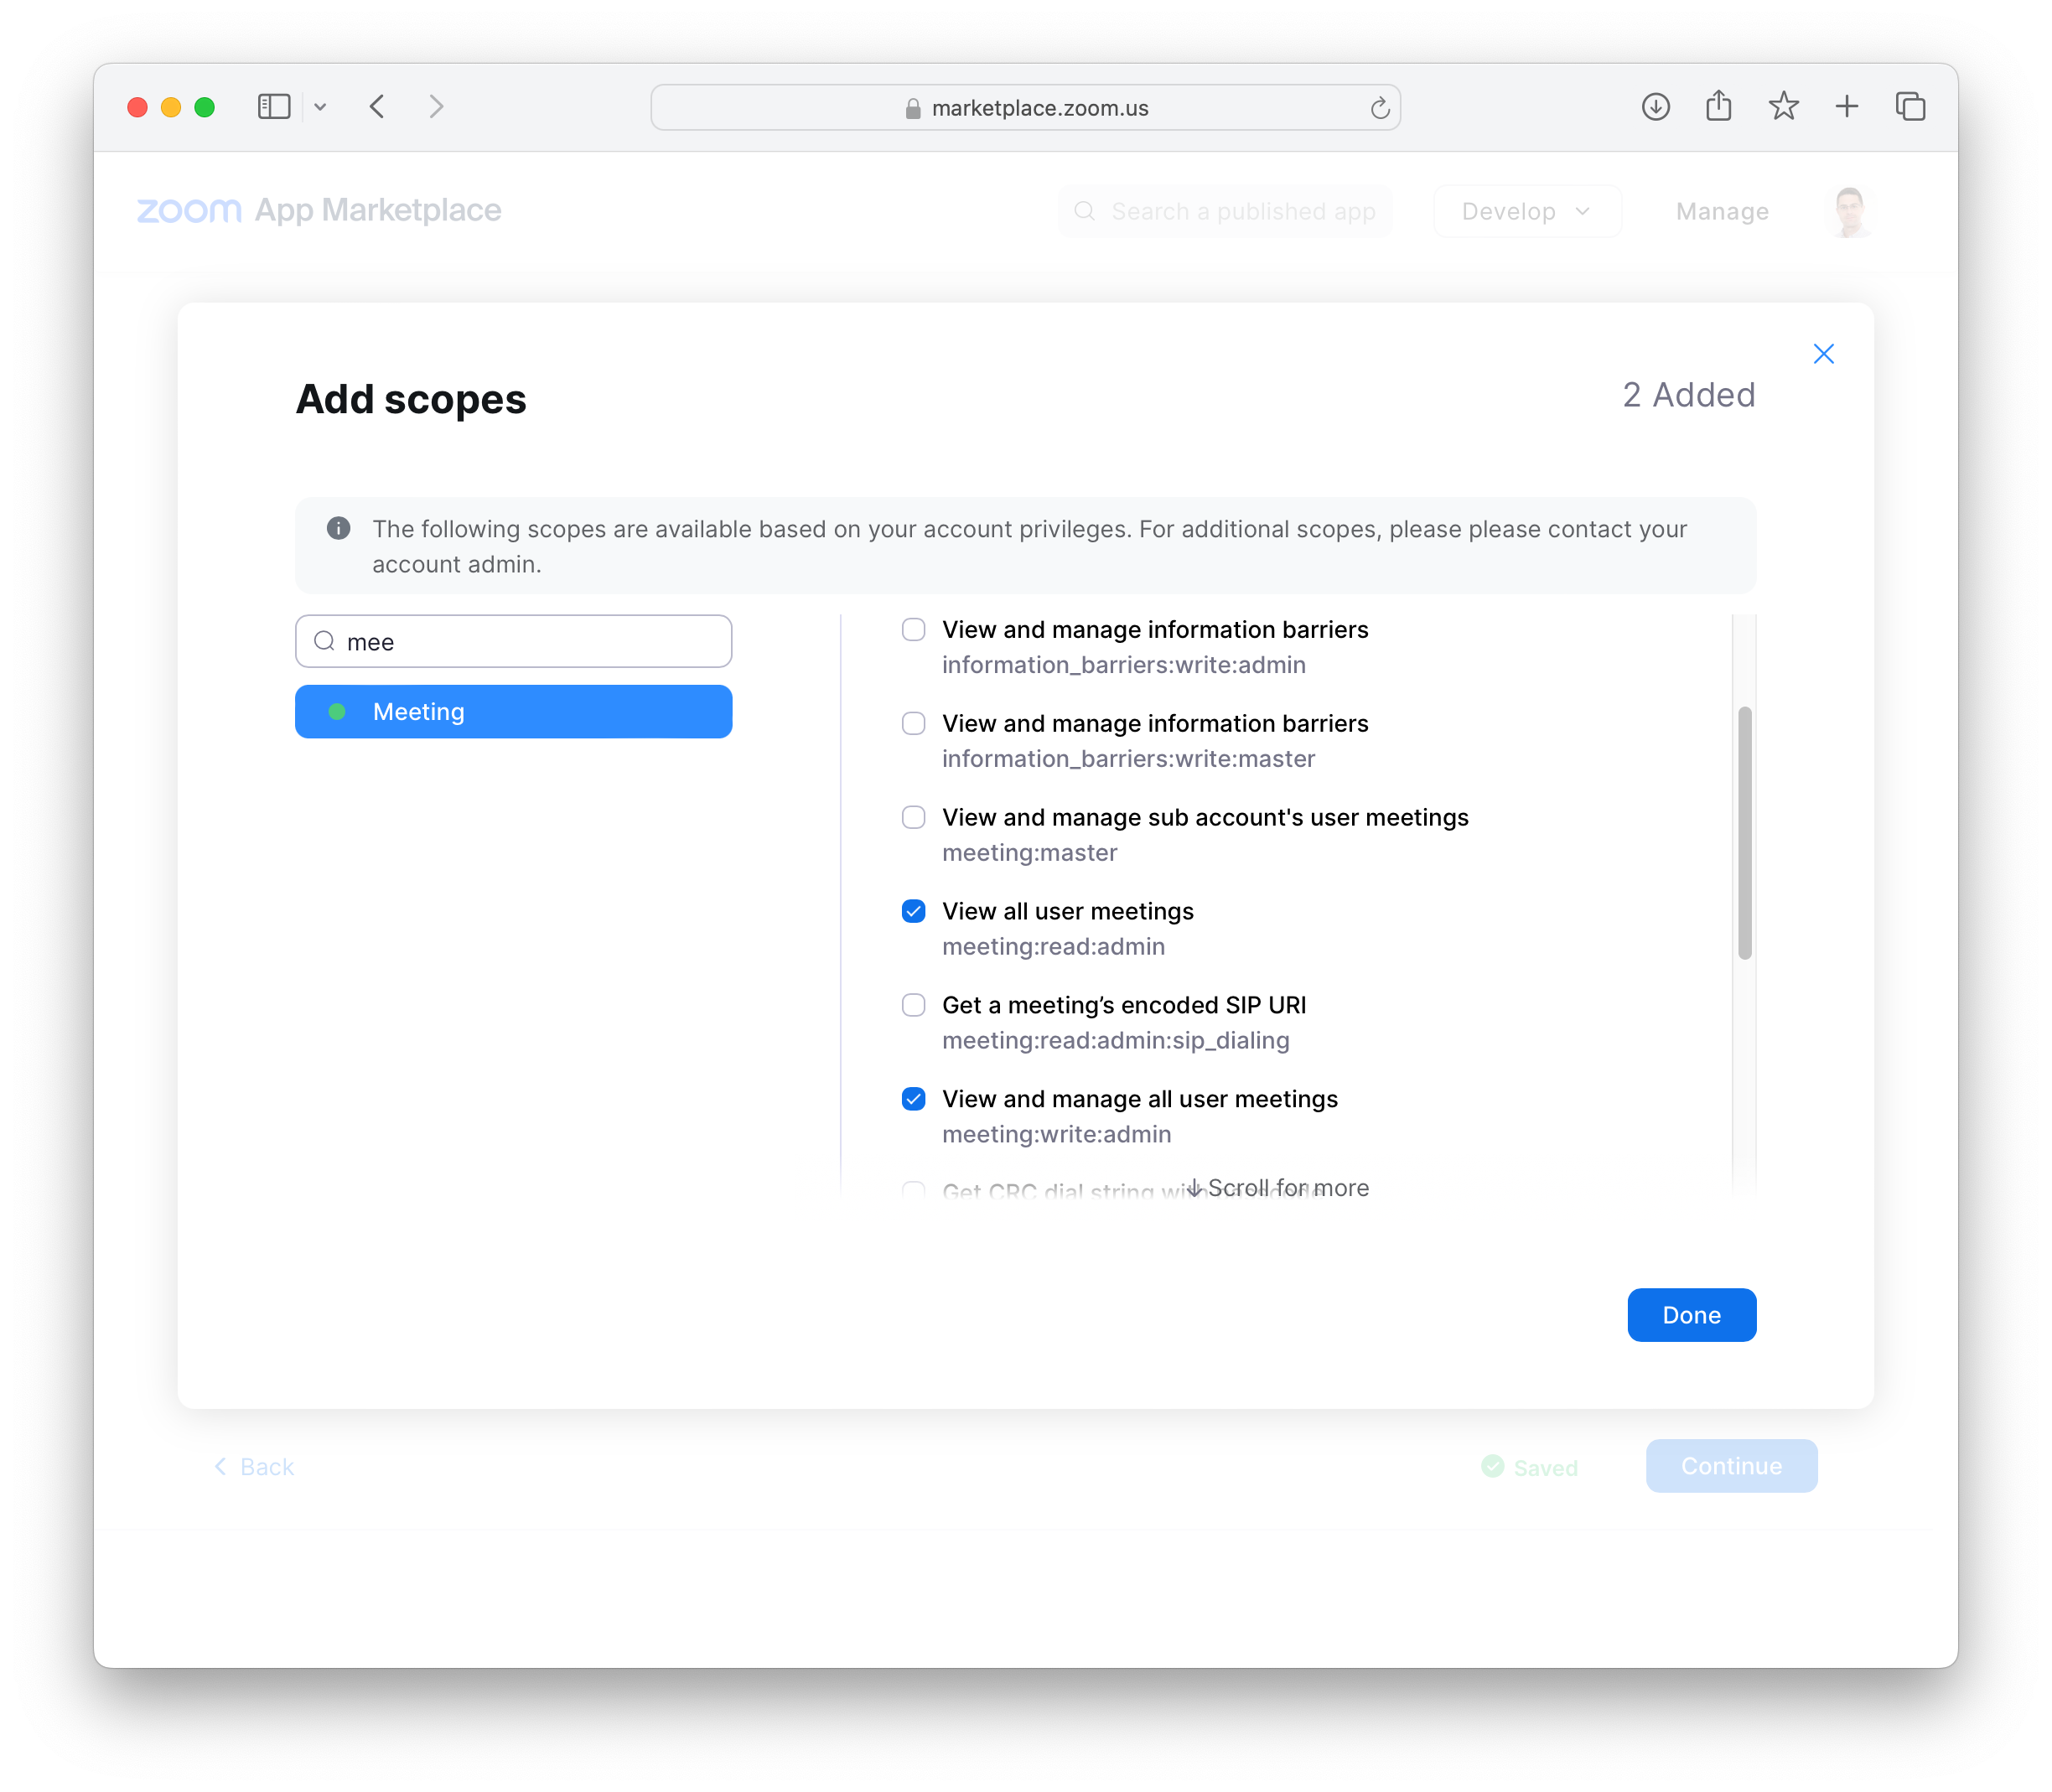 marketplace.zoom.us
zoom App Marketplace
Search a published app
Develop
Manage
Add scopes
2 Added
The following scopes are available based on your account privileges. For additional scopes, please please contact your
account admin.
mee
Meeting
View and manage information barriers
information_barriers:write:admin
View and manage information barriers
information_barriers:write:master
View and manage sub account's user meetings
meeting:master
View all user meetings
meeting:read:admin
Get a meeting’s encoded SIP URI
meeting:read:admin:sip_dialing
View and manage all user meetings
meeting:write:admin
Get CRC dial string with
Scroll for more
Done
Back
Saved
Continue